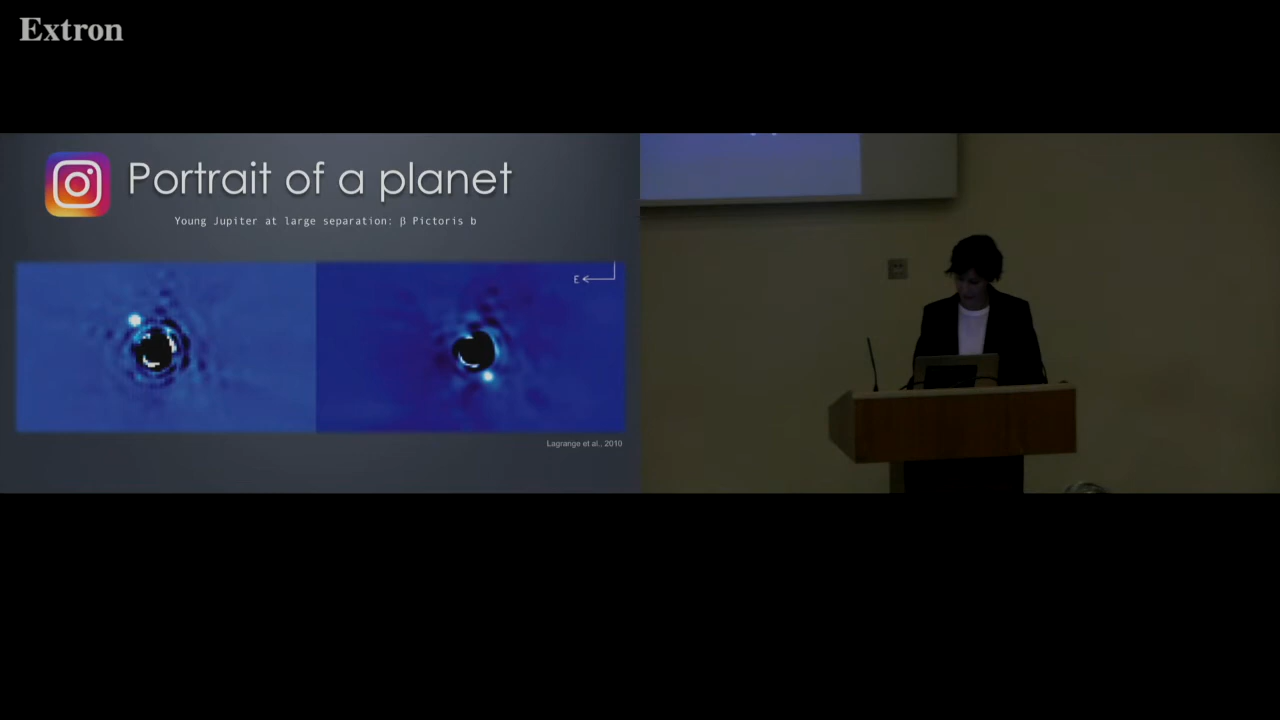 Extron
Portrait of a planet
Young Jupiter at large separation: β Pictoris b
E
Lagrange et al., 2010